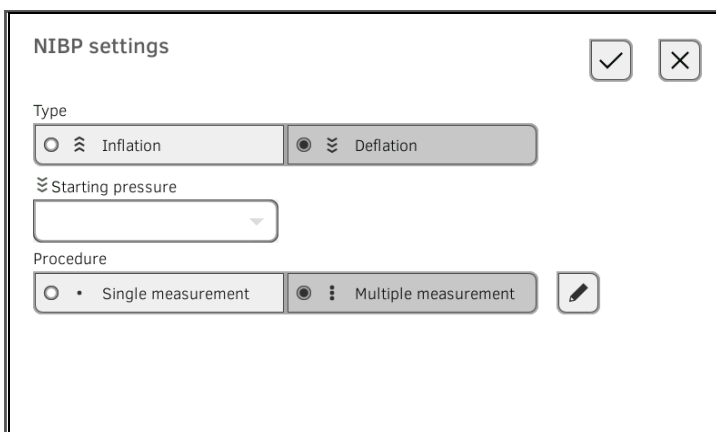 NIBP settings
Type
Inflation
Deflation
Starting pressure
Procedure
Single measurement
Multiple measurement